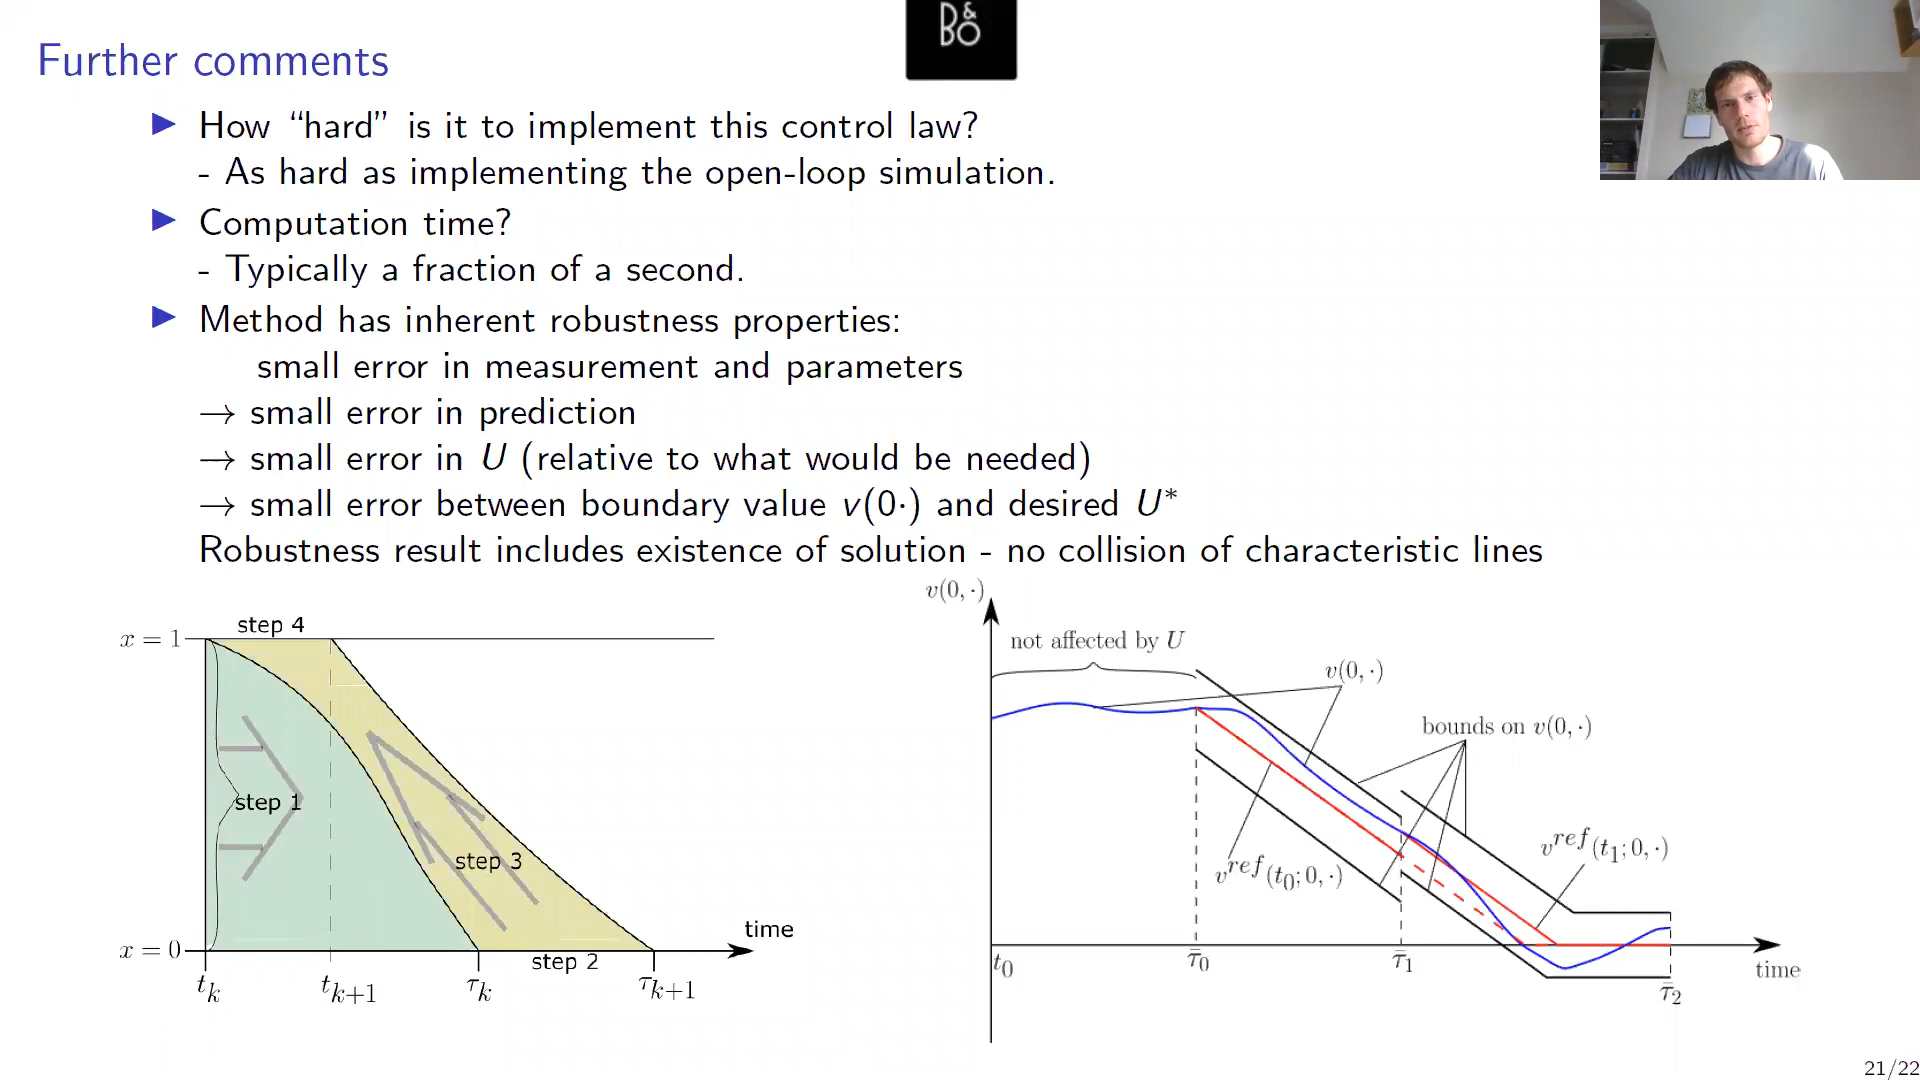 B&O
Further comments
How “hard” is it to implement this control law?
- As hard as implementing the open-loop simulation.
Computation time?
- Typically a fraction of a second.
Method has inherent robustness properties:
small error in measurement and parameters
→ small error in prediction
→ small error in U (relative to what would be needed)
→ small error between boundary value v(0·) and desired U*
Robustness result includes existence of solution - no collision of characteristic lines
x = 1
step 4
step 1
step 3
x = 0
step 2
time
t_k
t_{k+1}
τ_k
τ_{k+1}
v(0, ·)
not affected by U
v(0, ·)
bounds on v(0, ·)
v^{ref}(t_1; 0, ·)
v^{ref}(t_0; 0, ·)
t_0
τ̄_0
τ̄_1
τ̄_2
time
21/22